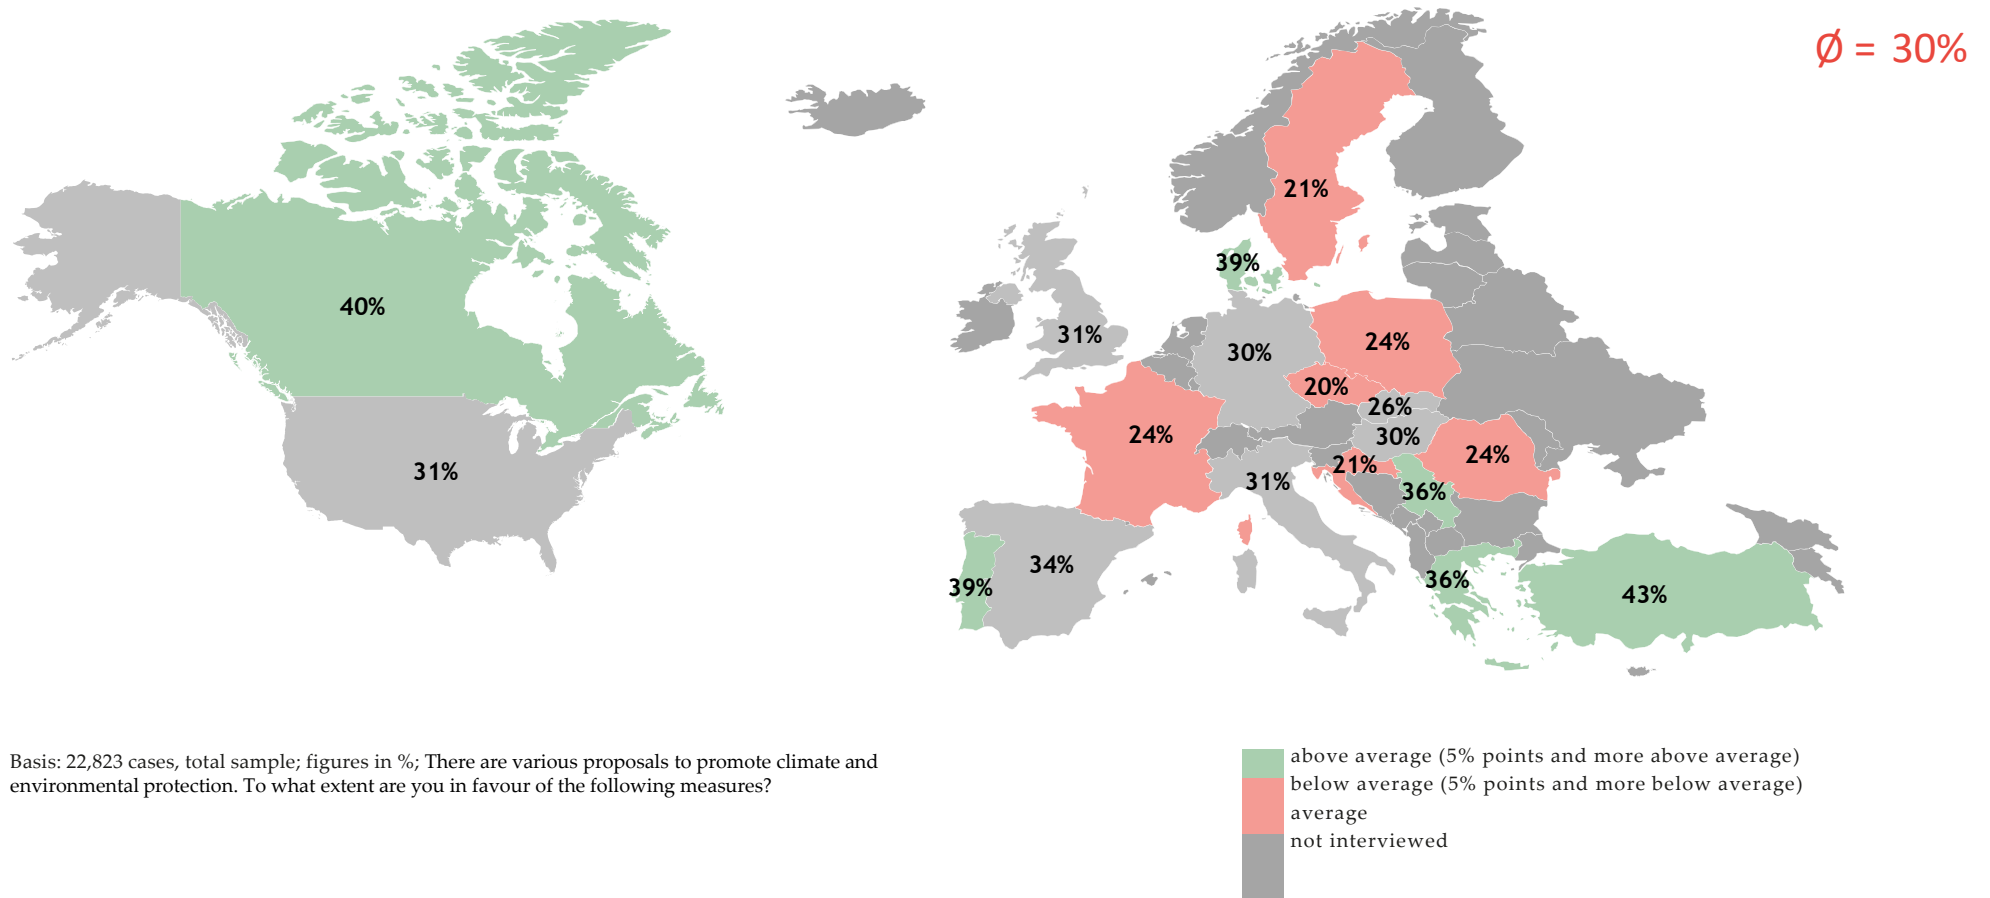 Ø = 30%
21%
39%
40%
31%
24%
30%
20%
26%
24%
30%
24%
21%
31%
31%
36%
34%
36%
39%
43%
Basis: 22,823 cases, total sample; figures in %; There are various proposals to promote climate and
environmental protection. To what extent are you in favour of the following measures?
above average (5% points and more above average)
below average (5% points and more below average)
average
not interviewed